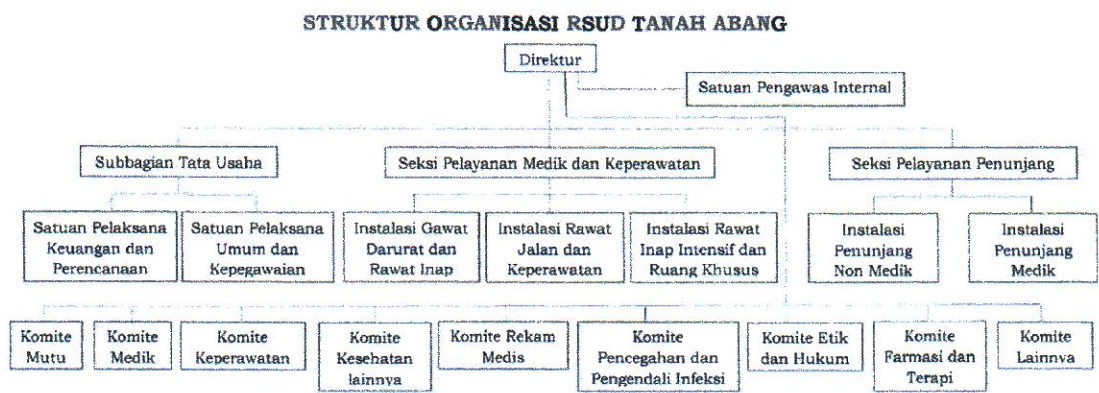 STRUKTUR ORGANISASI RSUD TANAH ABANG
Direktur
Satuan Pengawas Internal
Subbagian Tata Usaha
Seksi Pelayanan Medik dan Keperawatan
Seksi Pelayanan Penunjang
Satuan Pelaksana
Keuangan dan
Perencanaan
Satuan Pelaksana
Umum dan
Kepegawaian
Instalasi Gawat
Darurat dan
Rawat Inap
Instalasi Rawat
Jalan dan
Keperawatan
Instalasi Rawat
Inap Intensif dan
Ruang Khusus
Instalasi
Penunjang
Non Medik
Instalasi
Penunjang
Medik
Komite
Mutu
Komite
Medik
Komite
Keperawatan
Komite
Kesehatan
lainnya
Komite Rekam
Medis
Komite
Pencegahan dan
Pengendali Infeksi
Komite Etik
dan Hukum
Komite
Farmasi dan
Terapi
Komite
Lainnya